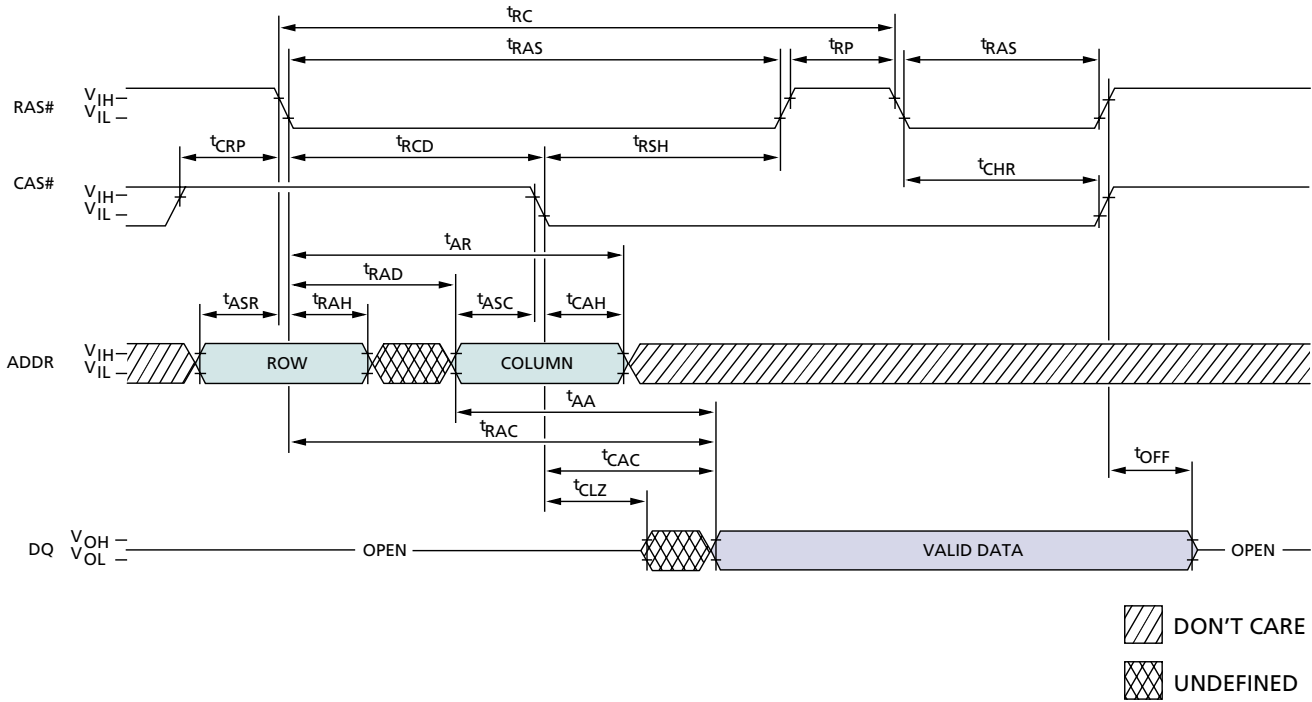 tRC
tRAS tRP tRAS
RAS# VIH
VIL
tCRP tRCD tRSH
tCHR
CAS# VIH
VIL
tAR
tRAD
tASR tRAH tASC tCAH
ADDR VIH
VIL
ROW COLUMN
tAA
tRAC
tCAC tOFF
tCLZ
DQ VOH
VOL
OPEN VALID DATA OPEN
DON'T CARE
UNDEFINED